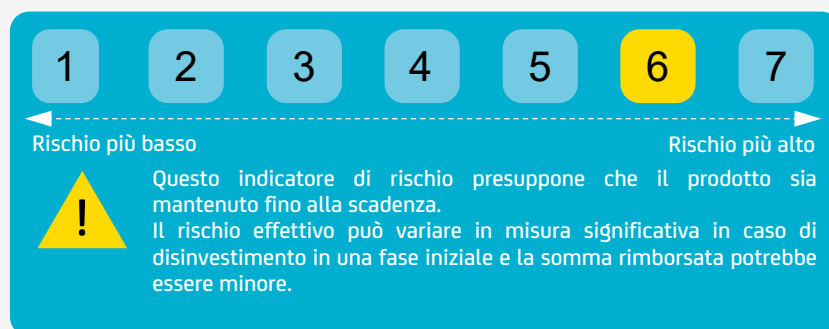 1 2 3 4 5 6 7
Rischio più basso Rischio più alto
!
Questo indicatore di rischio presuppone che il prodotto sia
mantenuto fino alla scadenza.
Il rischio effettivo può variare in misura significativa in caso di
disinvestimento in una fase iniziale e la somma rimborsata potrebbe
essere minore.